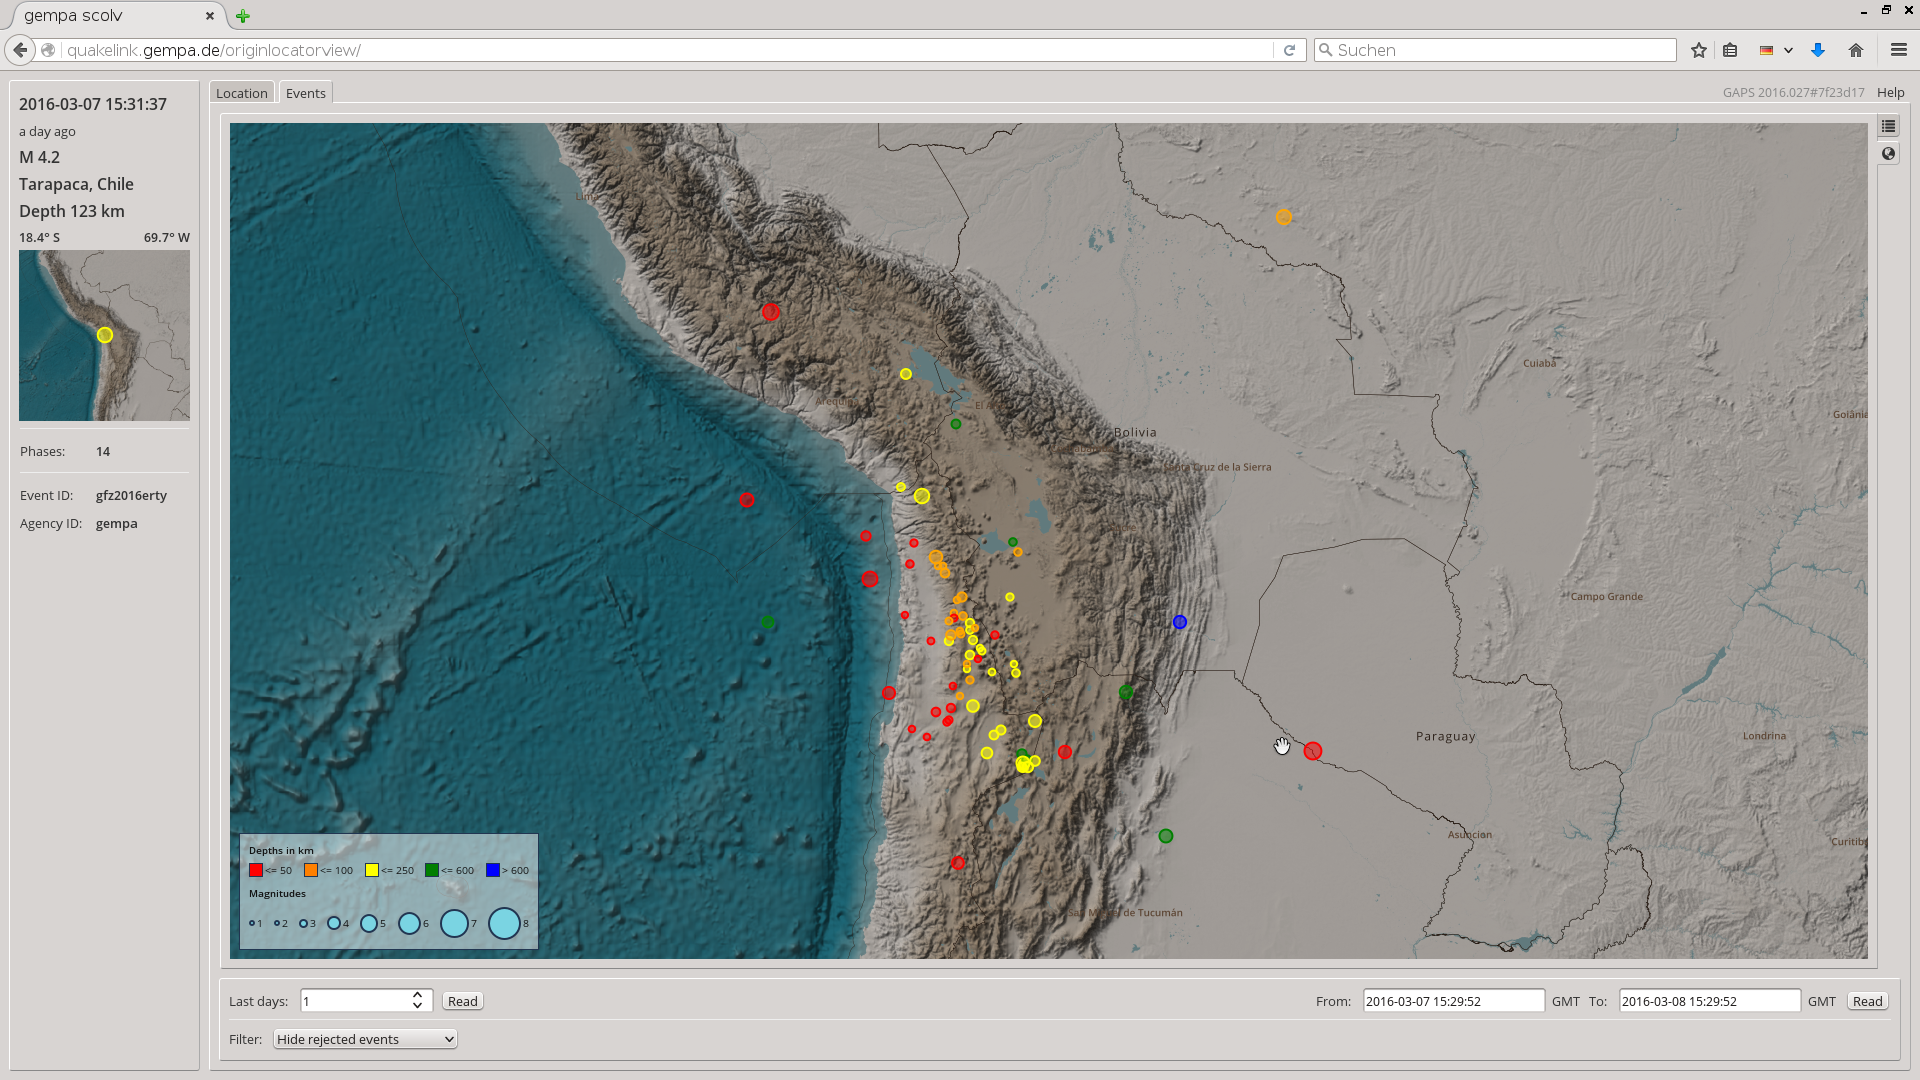 gempa scolv
quakelink.gempa.de/originlocatorview/
Suchen
2016-03-07 15:31:37
a day ago
M 4.2
Tarapaca, Chile
Depth 123 km
18.4° S 69.7° W
Phases: 14
Event ID: gfz2016erty
Agency ID: gempa
Location Events
GAPS 2016.027#7f23d17 Help
Cuiabá
Goiânia
Bolivia
Santa Cruz de la Sierra
Campo Grande
Paraguay
Londrina
Asunción
San Miguel de Tucumán
Depths in km
<= 50 <= 100 <= 250 <= 600 > 600
Magnitudes
1 2 3 4 5 6 7 8
Last days: 1 Read
From: 2016-03-07 15:29:52 GMT To: 2016-03-08 15:29:52 GMT Read
Filter: Hide rejected events